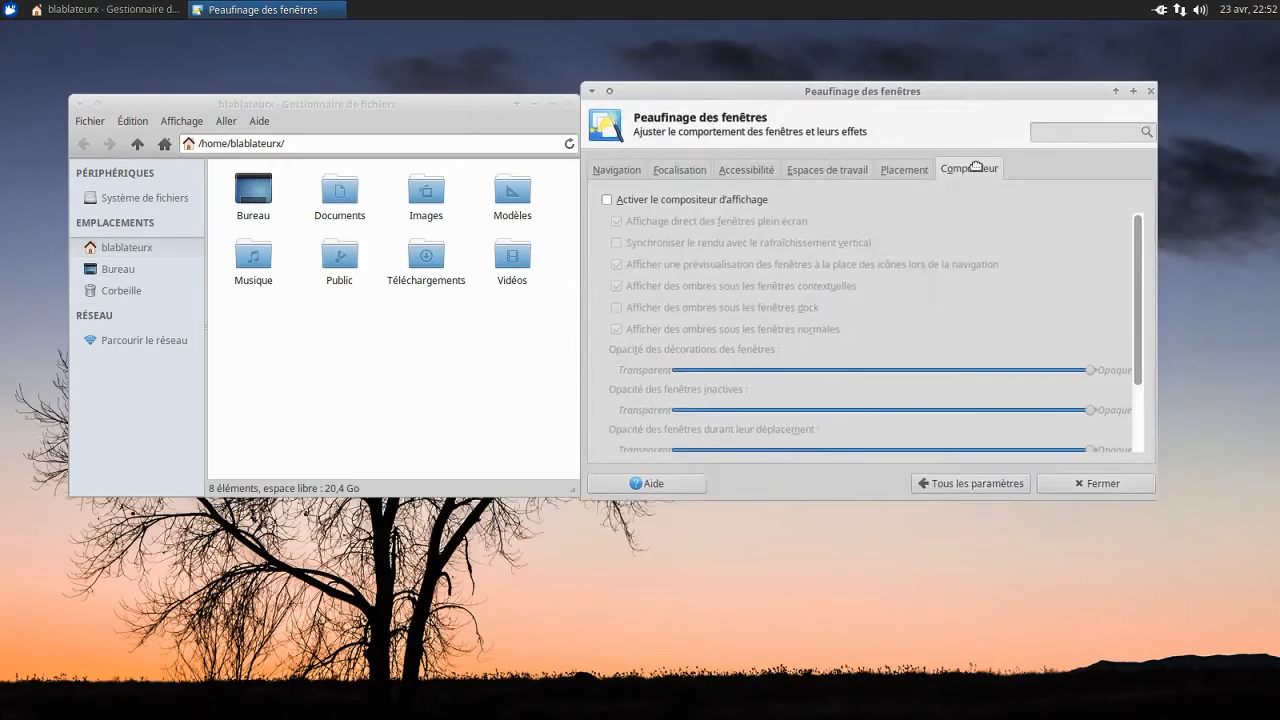 blablateurx - Gestionnaire d...
Peaufinage des fenêtres
23 avr, 22:52
blablateurx - Gestionnaire de fichiers
Fichier Édition Affichage Aller Aide
/home/blablateurx/
PÉRIPHÉRIQUES
Système de fichiers
EMPLACEMENTS
blablateurx
Bureau
Corbeille
RÉSEAU
Parcourir le réseau
Bureau Documents Images Modèles
Musique Public Téléchargements Vidéos
8 éléments, espace libre : 20,4 Go
Peaufinage des fenêtres
Peaufinage des fenêtres
Ajuster le comportement des fenêtres et leurs effets
Navigation Focalisation Accessibilité Espaces de travail Placement Compositeur
Activer le compositeur d'affichage
Affichage direct des fenêtres plein écran
Synchroniser le rendu avec le rafraîchissement vertical
Afficher une prévisualisation des fenêtres à la place des icônes lors de la navigation
Afficher des ombres sous les fenêtres contextuelles
Afficher des ombres sous les fenêtres dock
Afficher des ombres sous les fenêtres normales
Opacité des décorations des fenêtres :
Transparent Opaque
Opacité des fenêtres inactives :
Transparent Opaque
Opacité des fenêtres durant leur déplacement :
Transparent Opaque
Aide Tous les paramètres Fermer